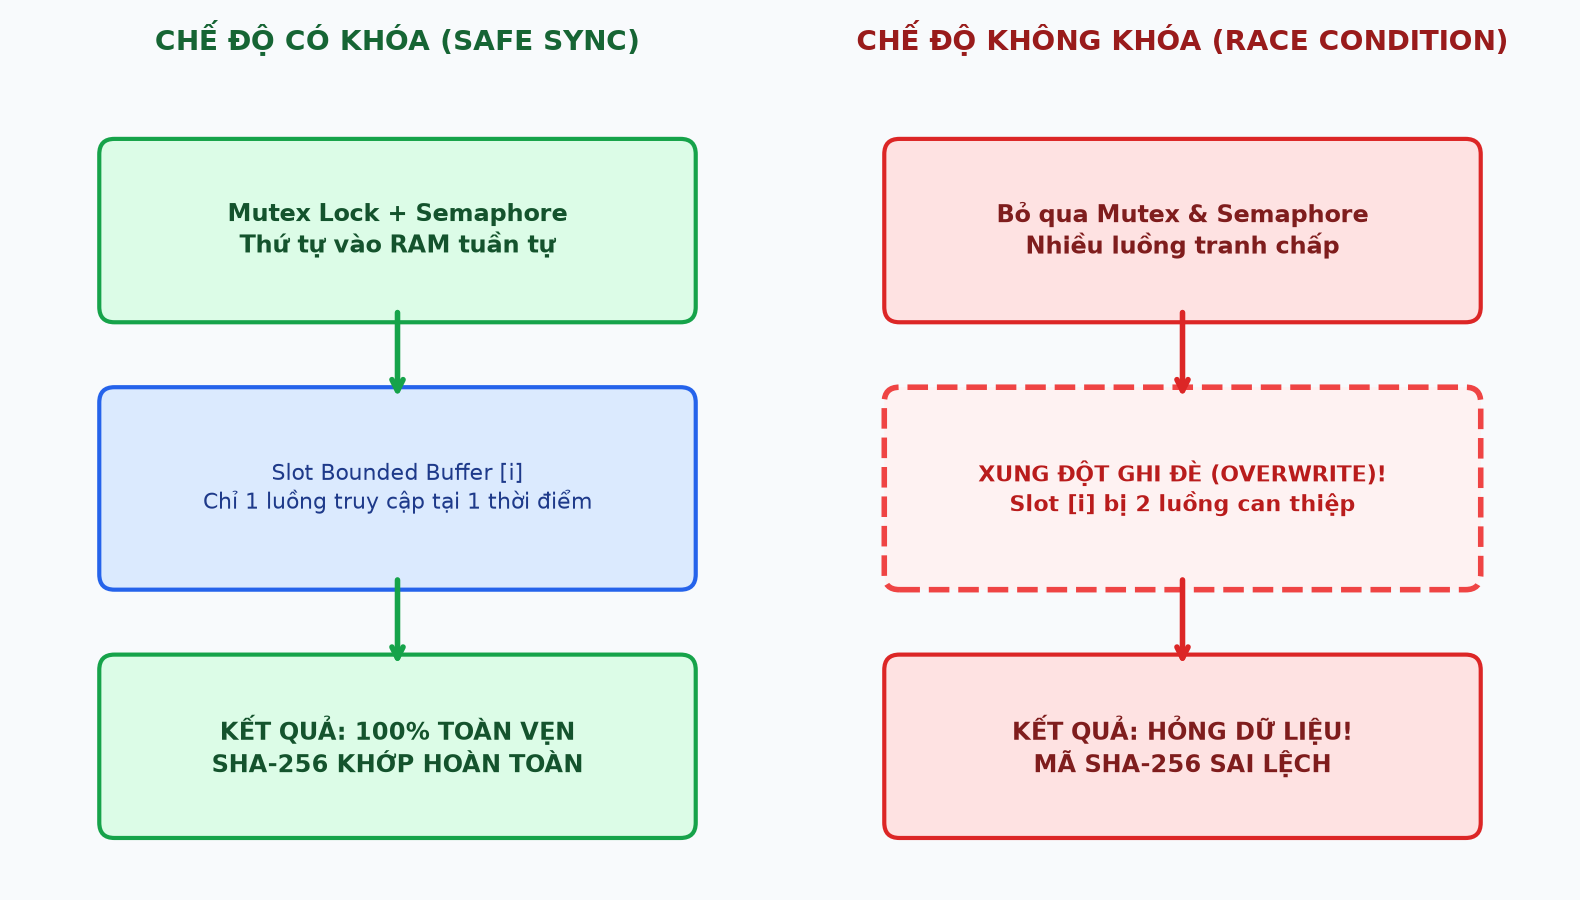 CHẾ ĐỘ CÓ KHÓA (SAFE SYNC)
Mutex Lock + Semaphore
Thứ tự vào RAM tuần tự
Slot Bounded Buffer [i]
Chỉ 1 luồng truy cập tại 1 thời điểm
KẾT QUẢ: 100% TOÀN VẸN
SHA-256 KHỚP HOÀN TOÀN
CHẾ ĐỘ KHÔNG KHÓA (RACE CONDITION)
Bỏ qua Mutex & Semaphore
Nhiều luồng tranh chấp
XUNG ĐỘT GHI ĐÈ (OVERWRITE)!
Slot [i] bị 2 luồng can thiệp
KẾT QUẢ: HỎNG DỮ LIỆU!
MÃ SHA-256 SAI LỆCH